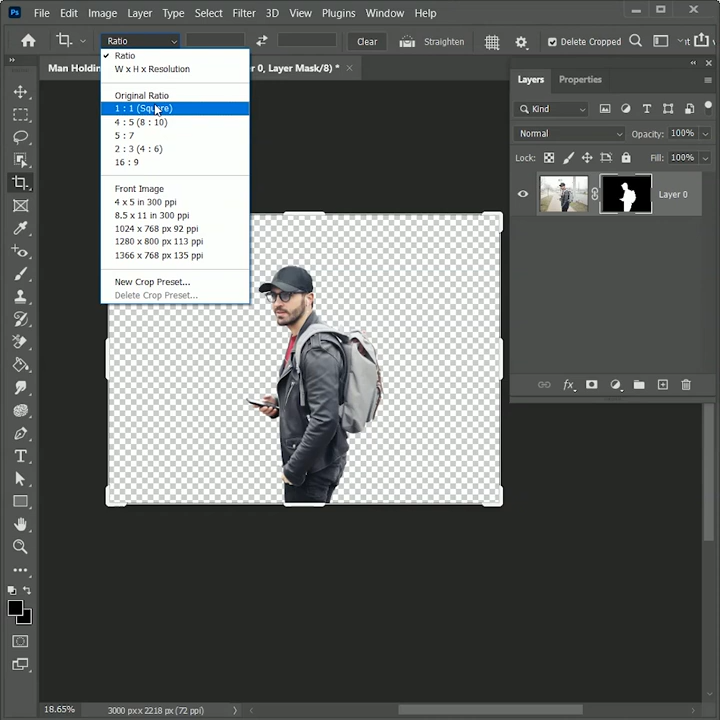 Ps File Edit Image Layer Type Select Filter 3D View Plugins Window Help
Ratio Clear Straighten Delete Cropped
Man Holdin
r 0, Layer Mask/8) *
Ratio
W x H x Resolution
Original Ratio
1 : 1 (Square)
4 : 5 (8 : 10)
5 : 7
2 : 3 (4 : 6)
16 : 9
Front Image
4 x 5 in 300 ppi
8.5 x 11 in 300 ppi
1024 x 768 px 92 ppi
1280 x 800 px 113 ppi
1366 x 768 px 135 ppi
New Crop Preset...
Delete Crop Preset...
Layers Properties
Kind
Normal Opacity: 100%
Lock: Fill: 100%
Layer 0
fx
18.65% 3000 px x 2218 px (72 ppi)